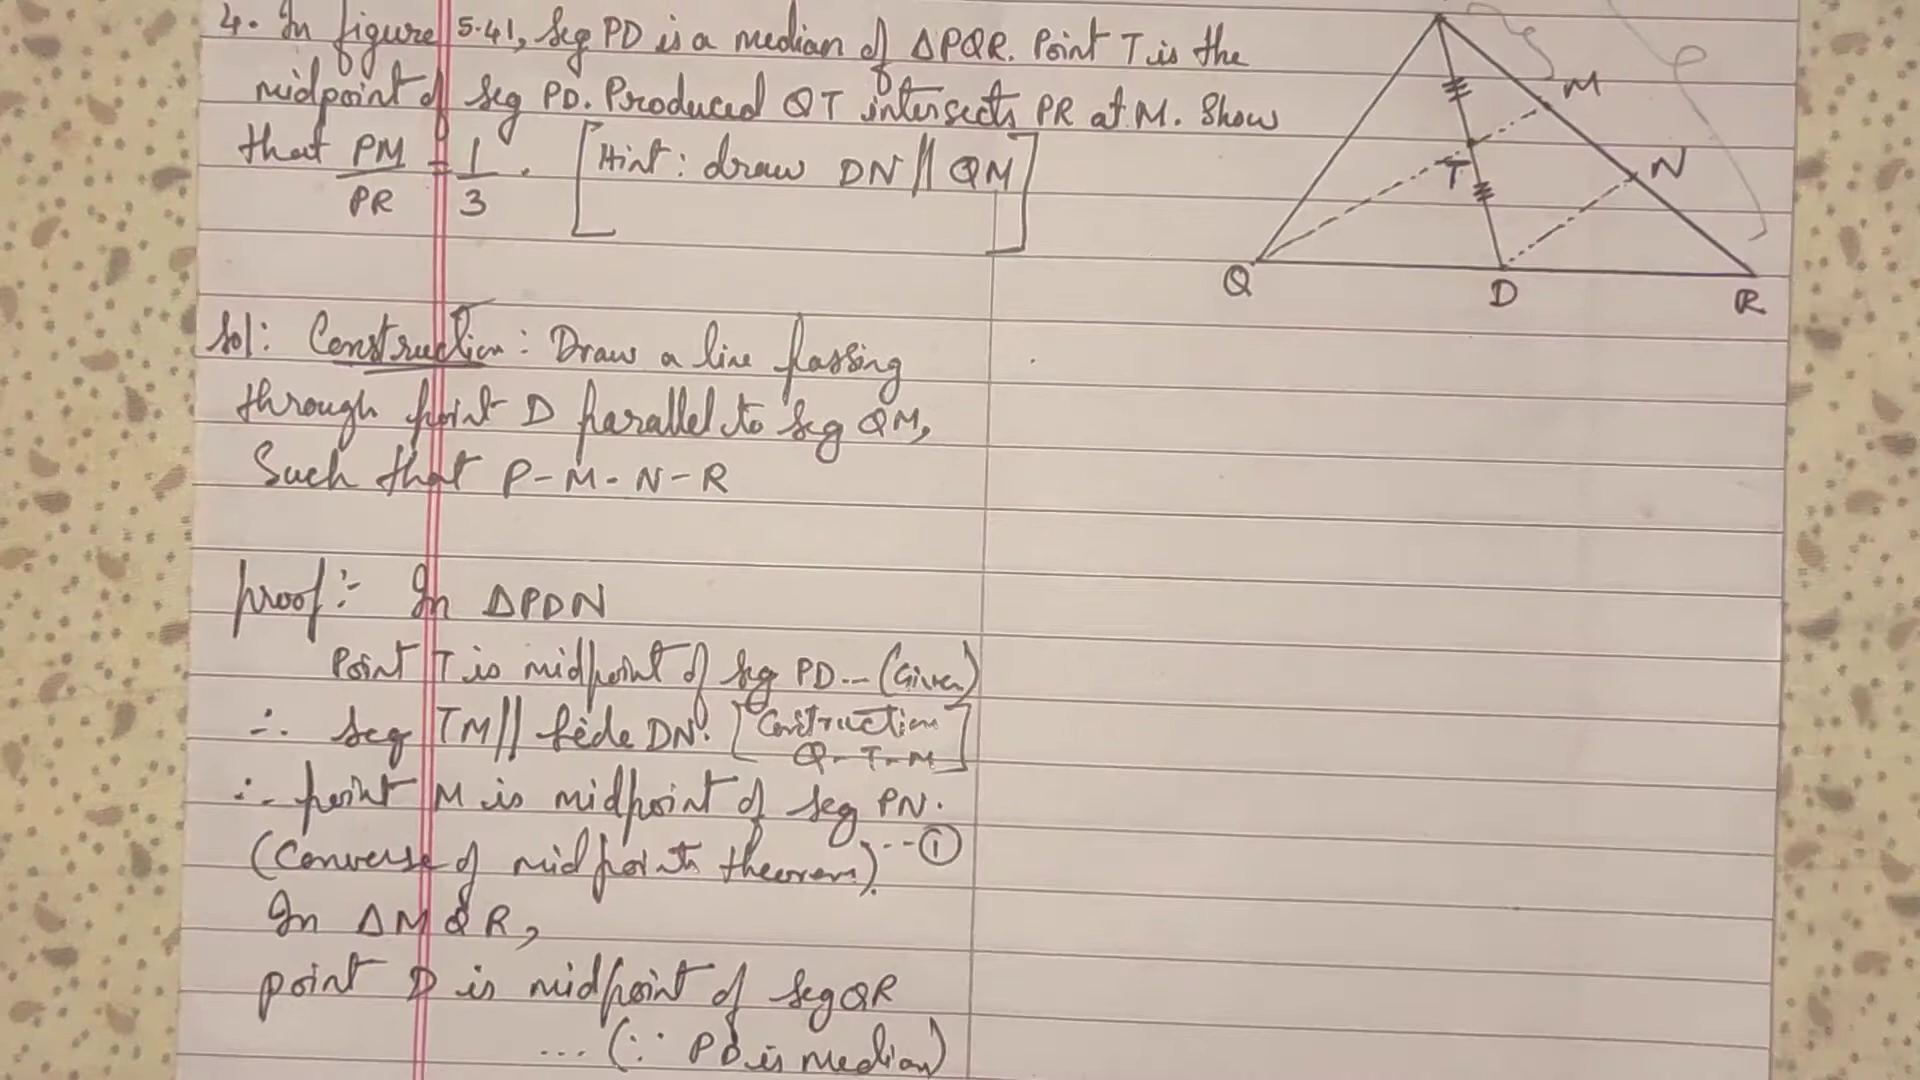 4. In figure 5.41, seg PD is a median of ΔPQR. Point T is the
midpoint of seg PD. Produced QT intersects PR at M. Show
that PM/PR = 1/3. [Hint: draw DN || QM]
M
N
T
Q
D
R
Sol: Construction: Draw a line passing
through point D parallel to seg QM,
Such that P-M-N-R
proof:- In ΔPDN
Point T is midpoint of seg PD -- (Given)
∴ seg TM || side DN. [Construction
Q-T-M]
∴ point M is midpoint of seg PN.
(Converse of midpoint theorem) --- ①
In ΔMQR,
point D is midpoint of seg QR
... (∵ PD is median)